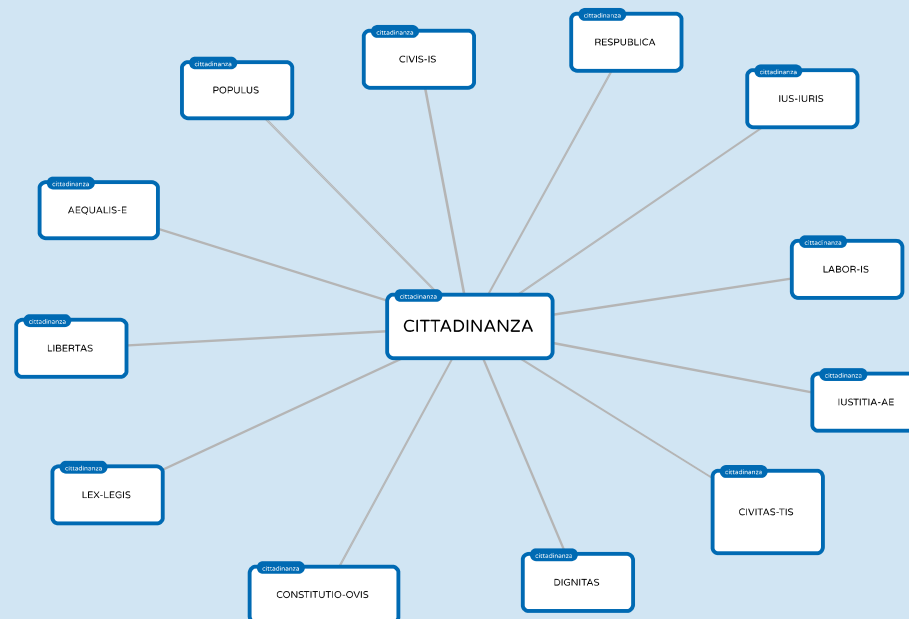 cittadinanza
RESPUBLICA
cittadinanza
CIVIS-IS
cittadinanza
POPULUS
cittadinanza
IUS-IURIS
cittadinanza
AEQUALIS-E
cittadinanza
LABOR-IS
cittadinanza
CITTADINANZA
cittadinanza
LIBERTAS
cittadinanza
IUSTITIA-AE
cittadinanza
LEX-LEGIS
cittadinanza
CIVITAS-TIS
cittadinanza
DIGNITAS
cittadinanza
CONSTITUTIO-OVIS